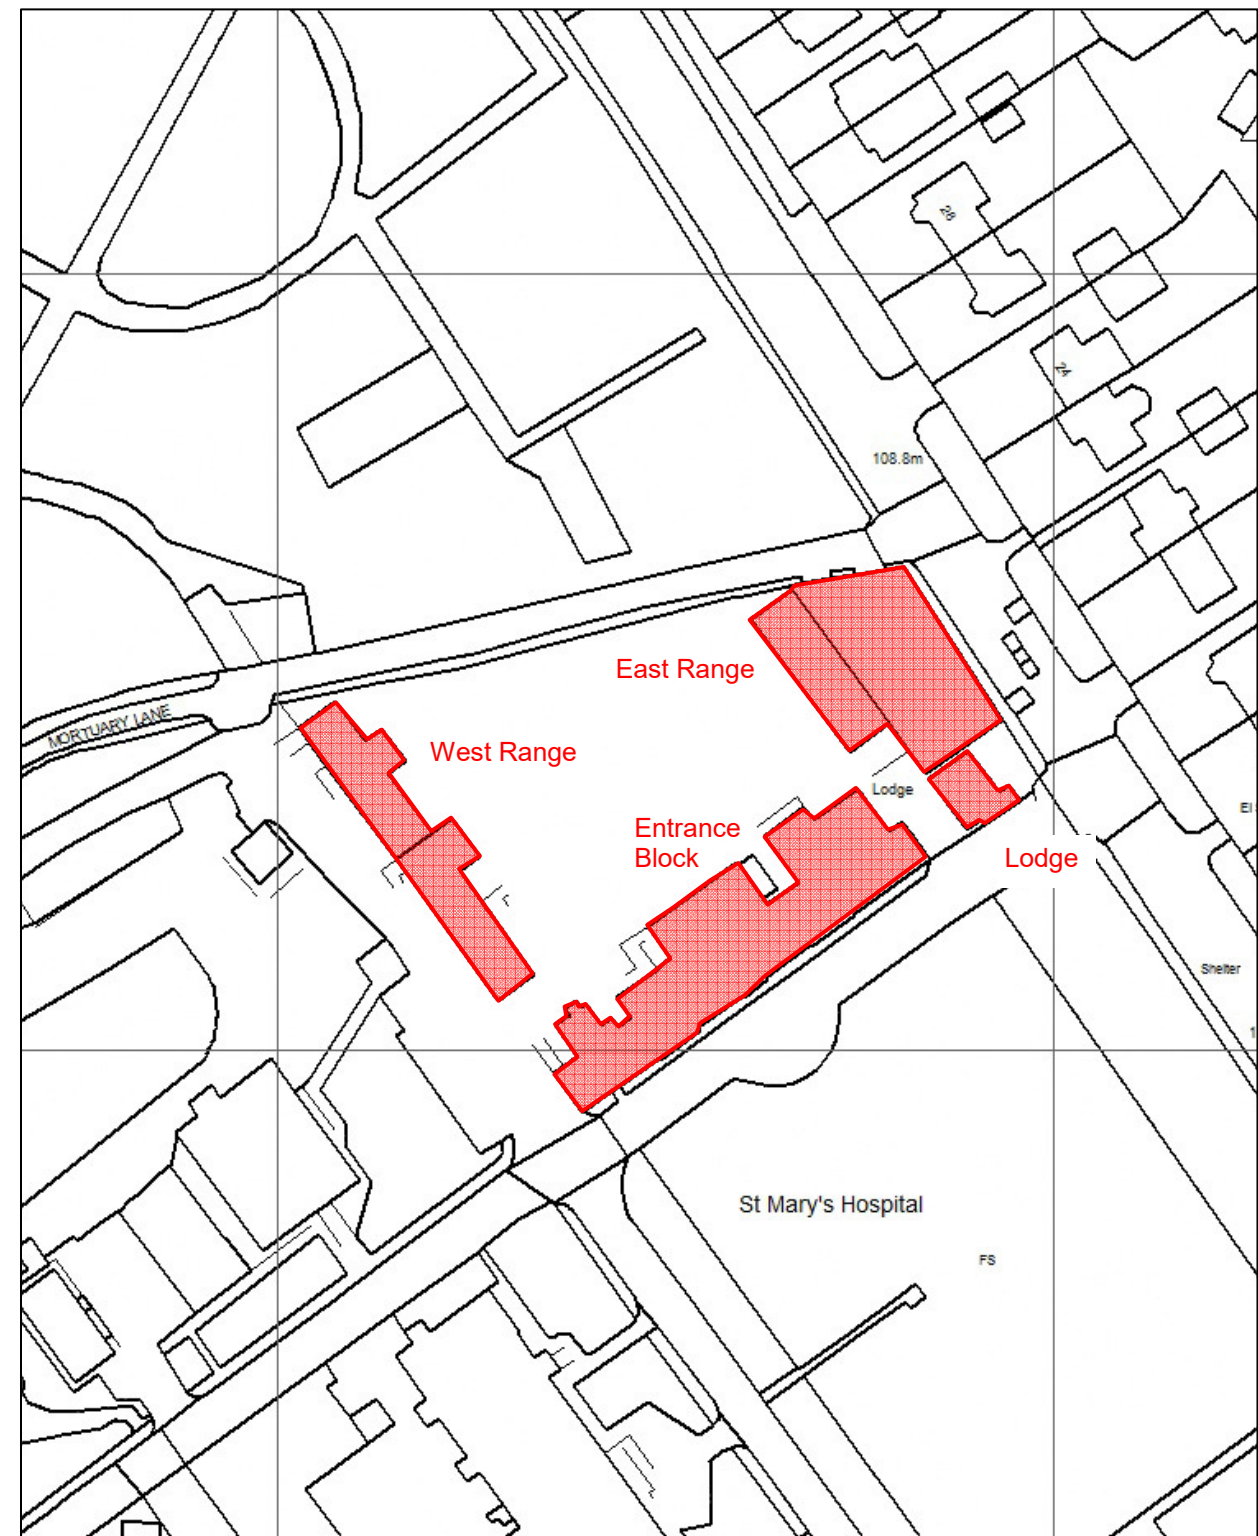 28
24
108.8m
East Range
MORTUARY LANE
West Range
Lodge
Entrance
Block
Lodge
El
Shelter
1
St Mary's Hospital
FS